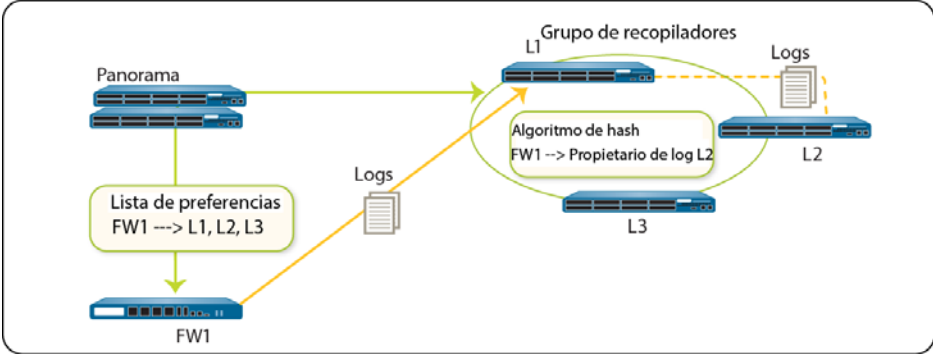 Grupo de recopiladores
L1
Logs
Panorama
Algoritmo de hash
FW1 --> Propietario de log L2
L2
Logs
Lista de preferencias
FW1 ---> L1, L2, L3
L3
FW1